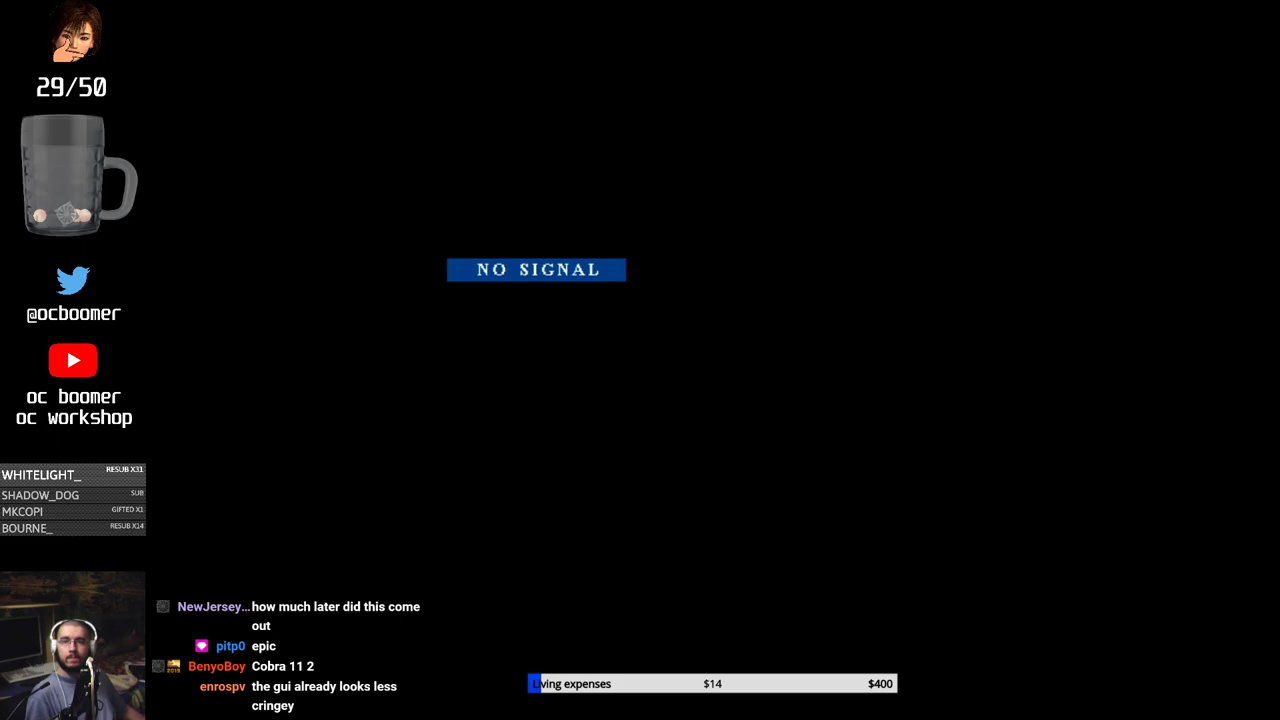 29/50
NO SIGNAL
@ocboomer
oc boomer
oc workshop
WHITELIGHT_ RESUB X31
SHADOW_DOG SUB
MKCOPI GIFTED X1
BOURNE_ RESUB X14
NewJersey... how much later did this come
out
pitp0 epic
2015
BenyoBoy Cobra 11 2
enrospv the gui already looks less
cringey
Living expenses $14 $400